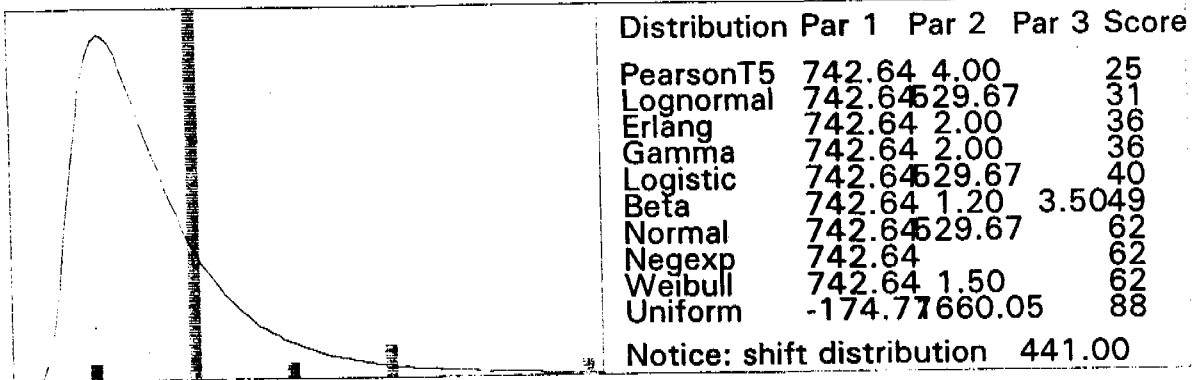 Distribution Par 1 Par 2 Par 3 Score
PearsonT5 742.64 4.00 25
Lognormal 742.64 529.67 31
Erlang 742.64 2.00 36
Gamma 742.64 2.00 36
Logistic 742.64 529.67 40
Beta 742.64 1.20 3.50 49
Normal 742.64 529.67 62
Negexp 742.64 62
Weibull 742.64 1.50 62
Uniform -174.77 1660.05 88
Notice: shift distribution 441.00